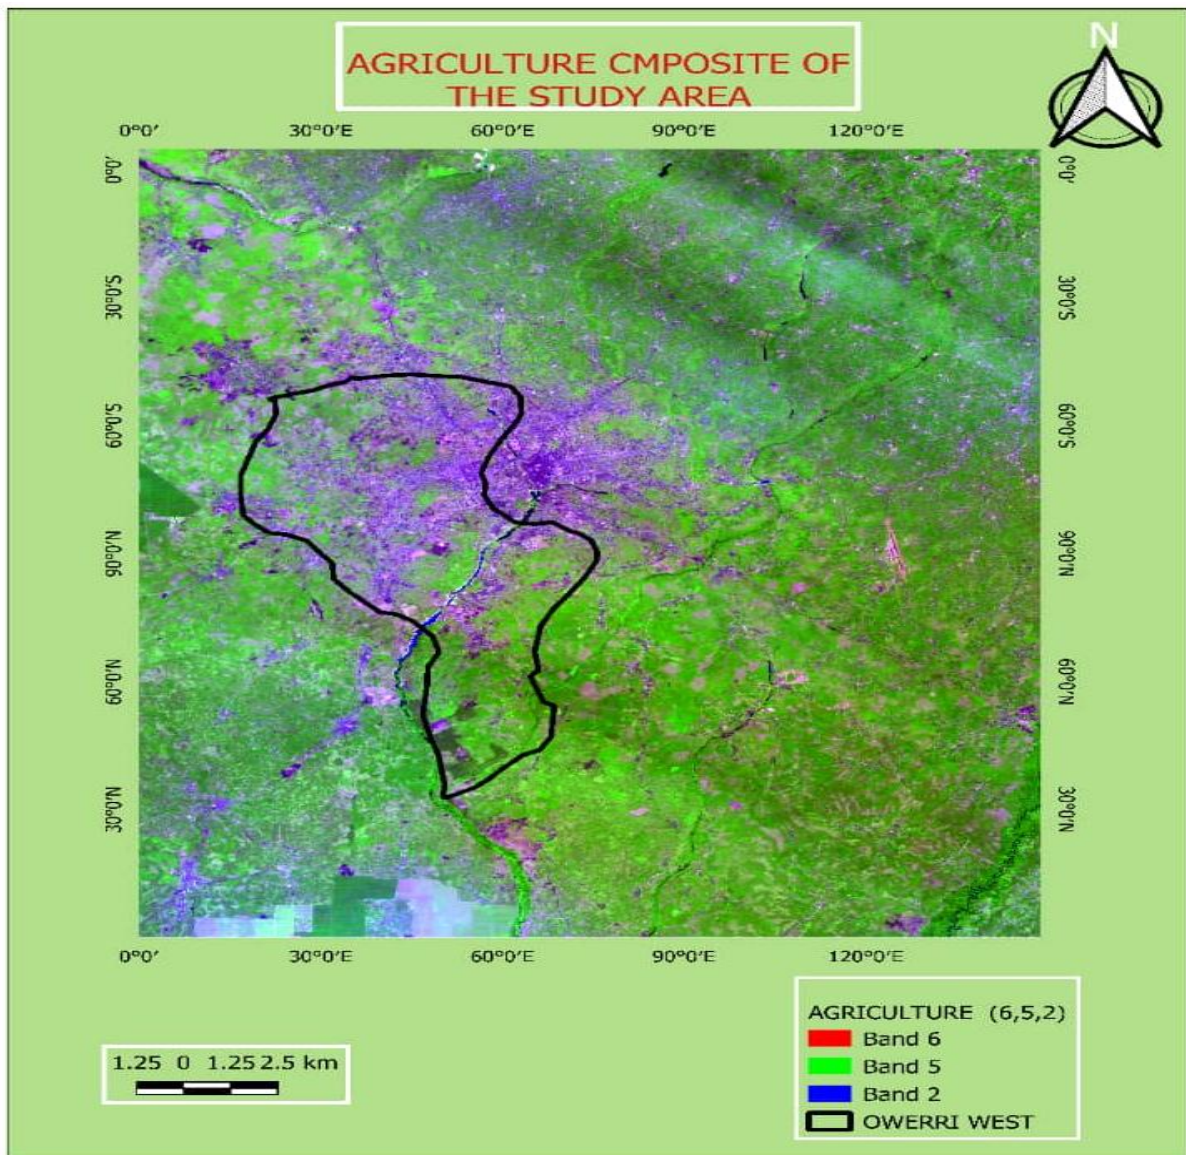 AGRICULTURE CMPOSITE OF
THE STUDY AREA
N
0°0′ 30°0′E 60°0′E 90°0′E 120°0′E
0°0′ 0°0′
30°0′S 30°0′S
60°0′S 60°0′S
90°0′N 90°0′N
60°0′N 60°0′N
30°0′N 30°0′N
0°0′ 30°0′E 60°0′E 90°0′E 120°0′E
AGRICULTURE (6,5,2)
Band 6
Band 5
Band 2
OWERRI WEST
1.25 0 1.25 2.5 km